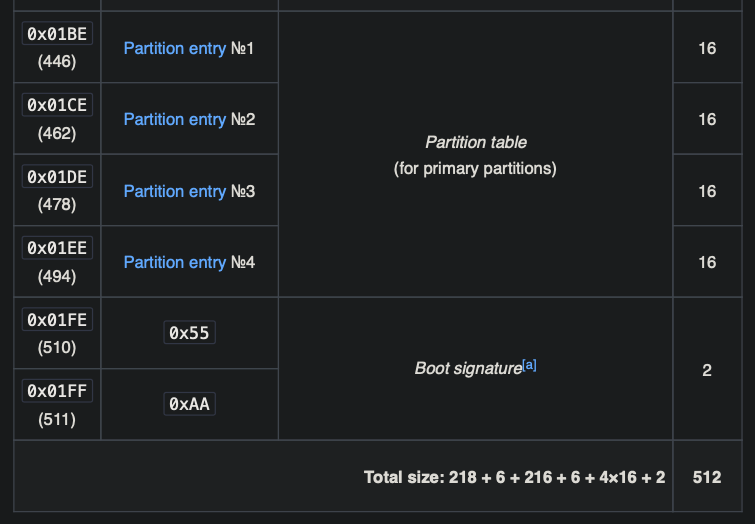 0x01BE
(446)
Partition entry №1
16
0x01CE
(462)
Partition entry №2
16
Partition table
(for primary partitions)
0x01DE
(478)
Partition entry №3
16
0x01EE
(494)
Partition entry №4
16
0x01FE
(510)
0x55
Boot signature[a]
2
0x01FF
(511)
0xAA
Total size: 218 + 6 + 216 + 6 + 4×16 + 2
512